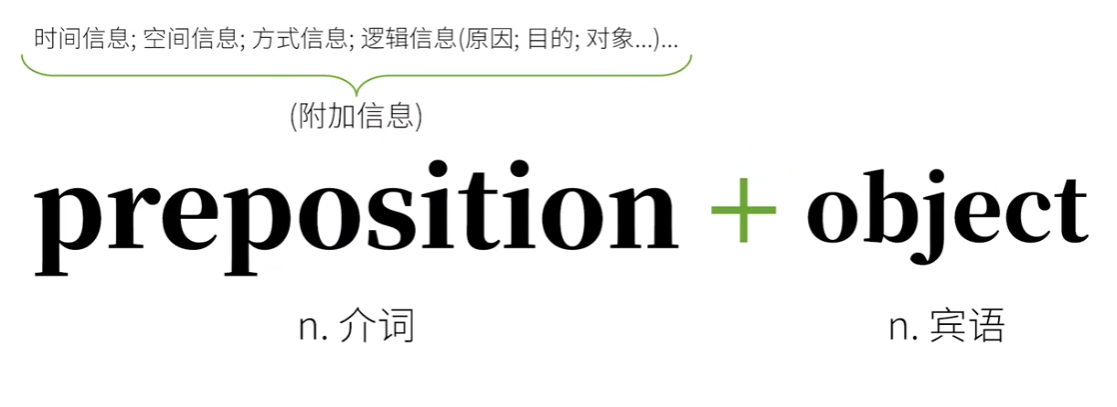 时间信息; 空间信息; 方式信息; 逻辑信息(原因; 目的; 对象...)...
(附加信息)
preposition + object
n. 介词 n. 宾语